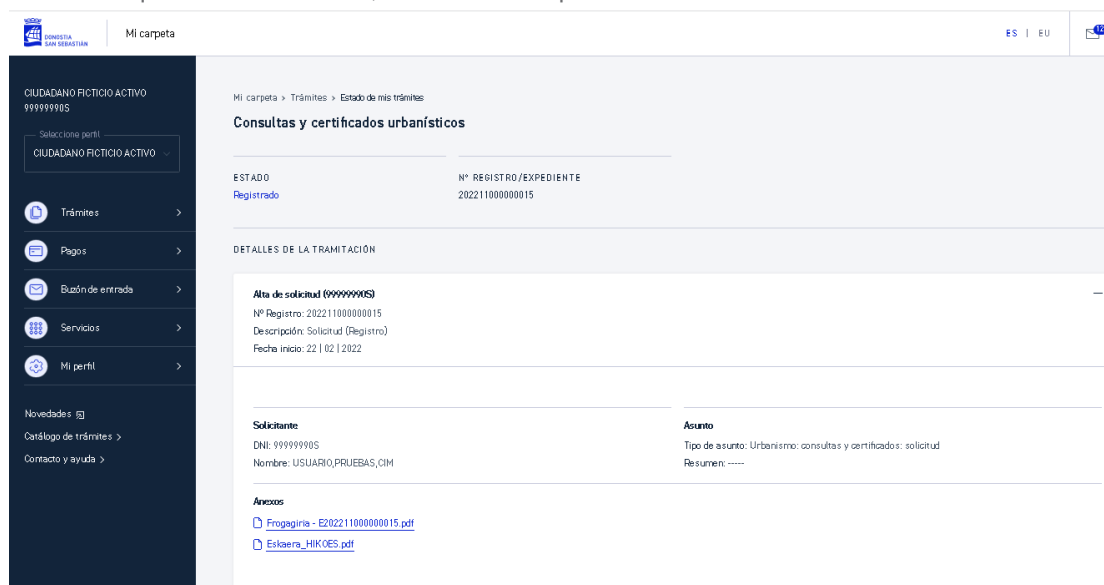 DONOSTIA
SAN SEBASTIÁN
Mi carpeta
ES | EU
12
CIUDADANO FICTICIO ACTIVO
99999990S
Seleccione perfil
CIUDADANO FICTICIO ACTIVO
Trámites
Pagos
Buzón de entrada
Servicios
Mi perfil
Novedades
Catálogo de trámites >
Contacto y ayuda >
Mi carpeta > Trámites > Estado de mis trámites
Consultas y certificados urbanísticos
ESTADO
Registrado
Nº REGISTRO/EXPEDIENTE
202211000000015
DETALLES DE LA TRAMITACIÓN
Alta de solicitud (99999990S)
Nº Registro: 202211000000015
Descripción: Solicitud (Registro)
Fecha inicio: 22 | 02 | 2022
Solicitante
DNI: 99999990S
Nombre: USUARIO,PRUEBAS,CIM
Asunto
Tipo de asunto: Urbanismo: consultas y certificados: solicitud
Resumen: -----
Anexos
Frogagiria - E202211000000015.pdf
Eskaera_HIKOES.pdf